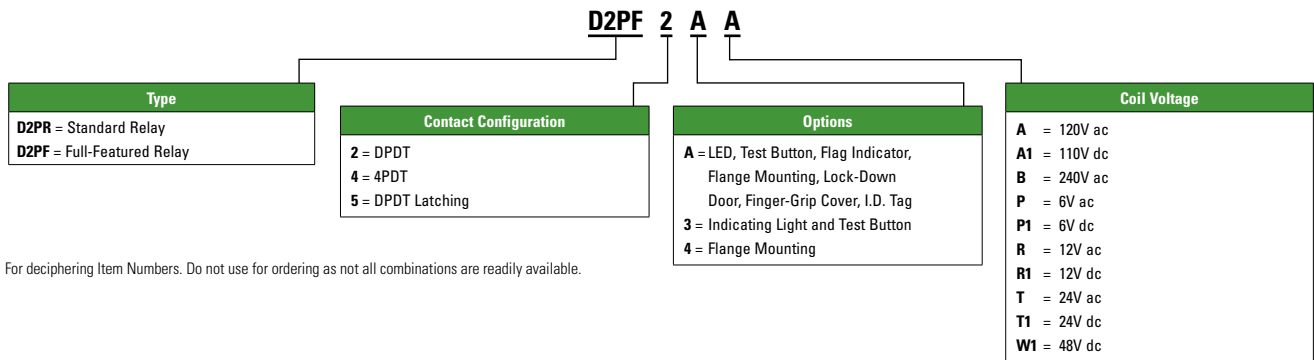 D2PF 2 A A
Type
D2PR = Standard Relay
D2PF = Full-Featured Relay
Contact Configuration
2 = DPDT
4 = 4PDT
5 = DPDT Latching
Options
A = LED, Test Button, Flag Indicator,
Flange Mounting, Lock-Down
Door, Finger-Grip Cover, I.D. Tag
3 = Indicating Light and Test Button
4 = Flange Mounting
Coil Voltage
A = 120V ac
A1 = 110V dc
B = 240V ac
P = 6V ac
P1 = 6V dc
R = 12V ac
R1 = 12V dc
T = 24V ac
T1 = 24V dc
W1 = 48V dc
For deciphering Item Numbers. Do not use for ordering as not all combinations are readily available.